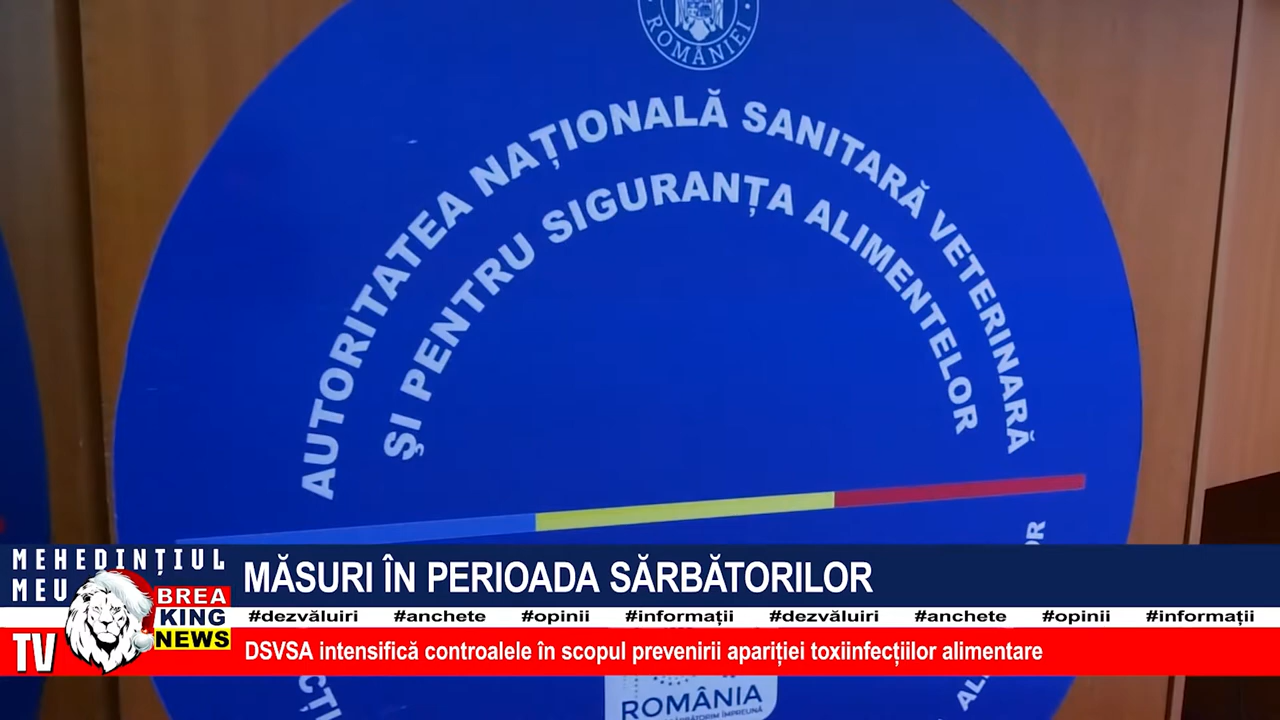 ROMÂNIEI
AUTORITATEA NAȚIONALĂ SANITARĂ VETERINARĂ
ȘI PENTRU SIGURANȚA ALIMENTELOR
MEHEDINȚIUL
MEU
TV
BREA
KING
NEWS
MĂSURI ÎN PERIOADA SĂRBĂTORILOR
#dezvăluiri #anchete #opinii #informații #dezvăluiri #anchete #opinii #informații
DSVSA intensifică controalele în scopul prevenirii apariției toxiinfecțiilor alimentare
ROMÂNIA